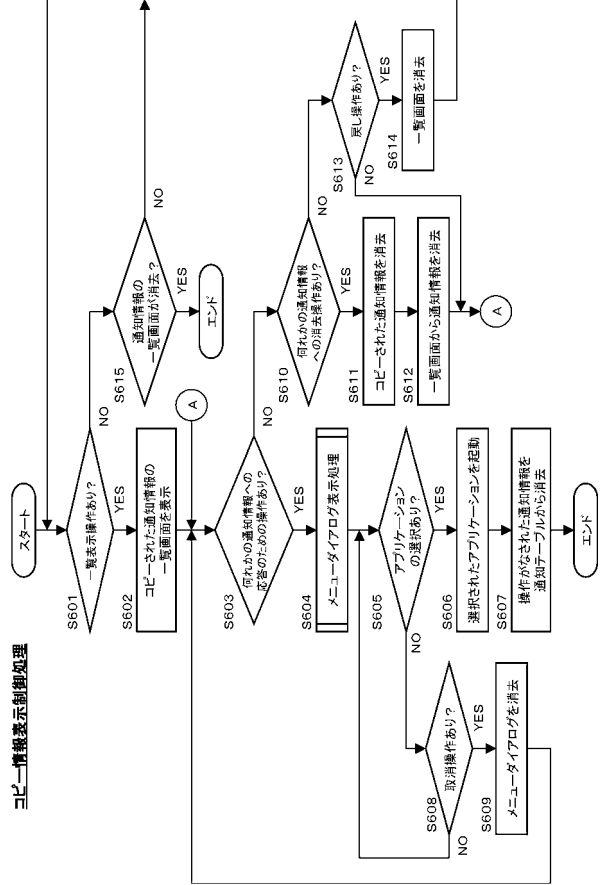 コピー情報表示制御処理
スタート
S601
一覧表示操作あり?
NO
YES
S602
コピーされた通知情報の
一覧画面を表示
S615
通知情報の
一覧画面が消去?
NO
YES
エンド
A
S603
何れかの通知情報への
応答のための操作あり?
NO
YES
S604
メニューダイアログ表示処理
S605
アプリケーション
の選択あり?
NO
YES
S606
選択されたアプリケーションを起動
S607
操作がなされた通知情報を
通知テーブルから消去
エンド
S608
取消操作あり?
NO
YES
S609
メニューダイアログを消去
S610
何れかの通知情報
への消去操作あり?
NO
YES
S611
コピーされた通知情報を消去
S612
一覧画面から通知情報を消去
A
S613
戻し操作あり?
NO
YES
S614
一覧画面を消去